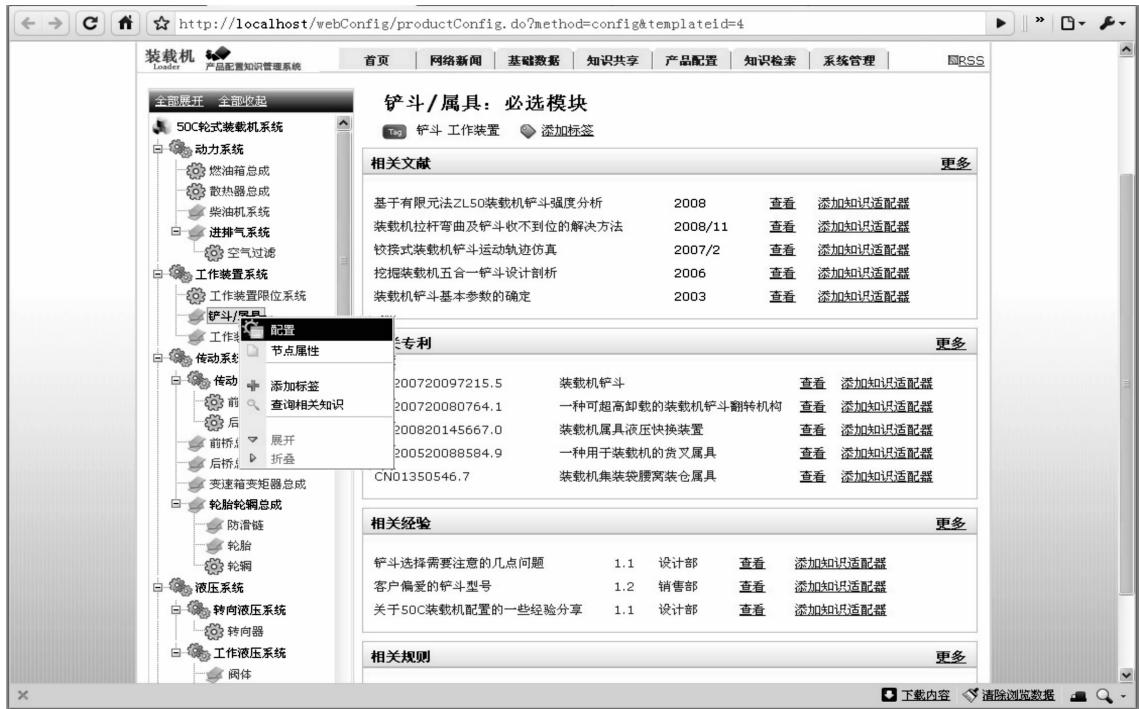 http://localhost/webConfig/productConfig.do?method=config&templateid=4
装载机
Loader 产品配置知识管理系统
首页 网络新闻 基础数据 知识共享 产品配置 知识检索 系统管理 RSS
全部展开 全部收起
50C轮式装载机系统
动力系统
燃油箱总成
散热器总成
柴油机系统
进排气系统
空气过滤
工作装置系统
工作装置限位系统
铲斗/属具
工作
传动系
传动
前
后
前桥
后桥
变速箱变矩器总成
轮胎轮辋总成
防滑链
轮胎
轮辋
液压系统
转向液压系统
转向器
工作液压系统
阀体
配置
节点属性
添加标签
查询相关知识
展开
折叠
铲斗/属具: 必选模块
Tag 铲斗 工作装置 添加标签
相关文献 更多
基于有限元法ZL50装载机铲斗强度分析 2008 查看 添加知识适配器
装载机拉杆弯曲及铲斗收不到位的解决方法 2008/11 查看 添加知识适配器
铰接式装载机铲斗运动轨迹仿真 2007/2 查看 添加知识适配器
挖掘装载机五合一铲斗设计剖析 2006 查看 添加知识适配器
装载机铲斗基本参数的确定 2003 查看 添加知识适配器
专利 更多
200720097215.5 装载机铲斗 查看 添加知识适配器
200720080764.1 一种可超高卸载的装载机铲斗翻转机构 查看 添加知识适配器
200820145667.0 装载机属具液压快换装置 查看 添加知识适配器
200520088584.9 一种用于装载机的货叉属具 查看 添加知识适配器
CN01350546.7 装载机集装袋腰窝装仓属具 查看 添加知识适配器
相关经验 更多
铲斗选择需要注意的几点问题 1.1 设计部 查看 添加知识适配器
客户偏爱的铲斗型号 1.2 销售部 查看 添加知识适配器
关于50C装载机配置的一些经验分享 1.1 设计部 查看 添加知识适配器
相关规则 更多
下载内容 清除浏览数据